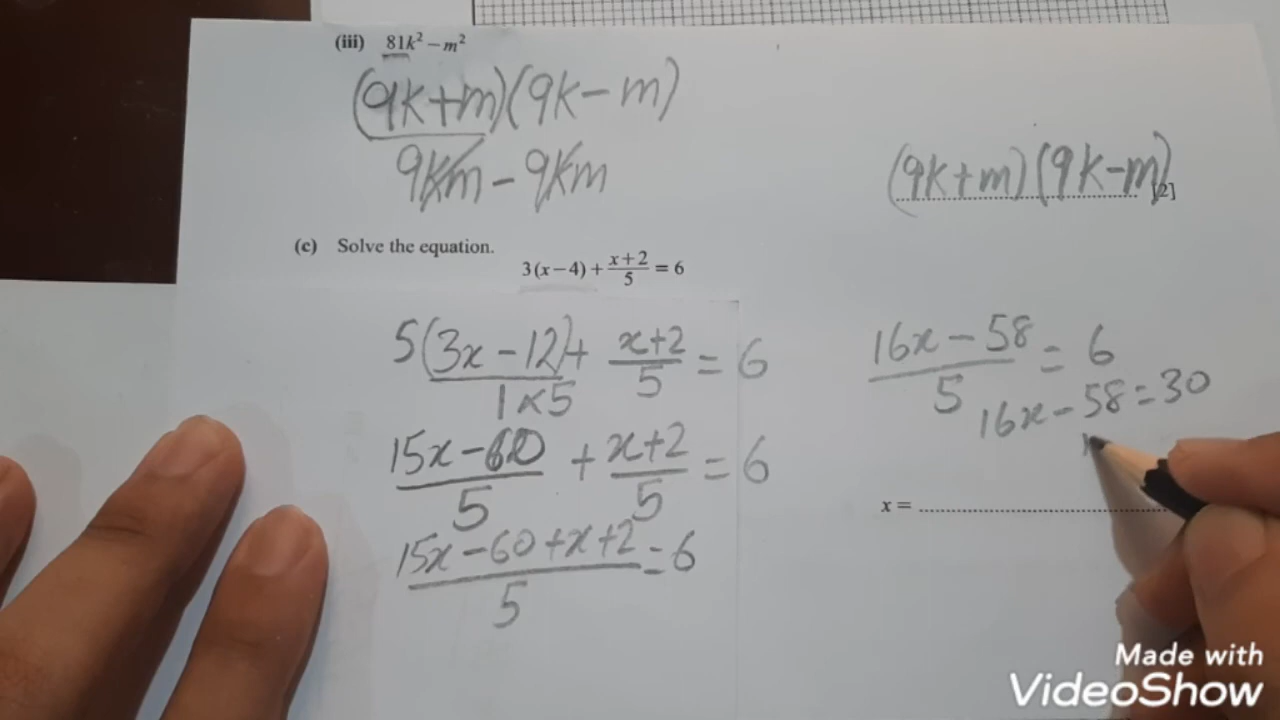 (iii) 81k² – m²
(9k+m)(9k–m)
9km – 9km
(9k+m)(9k–m) [2]
(c) Solve the equation.
3(x–4) + x+2/5 = 6
5(3x – 12)/1×5 + x+2/5 = 6
15x – 60/5 + x+2/5 = 6
15x – 60 + x + 2/5 = 6
16x – 58/5 = 6
16x – 58 = 30
x =
Made with
VideoShow